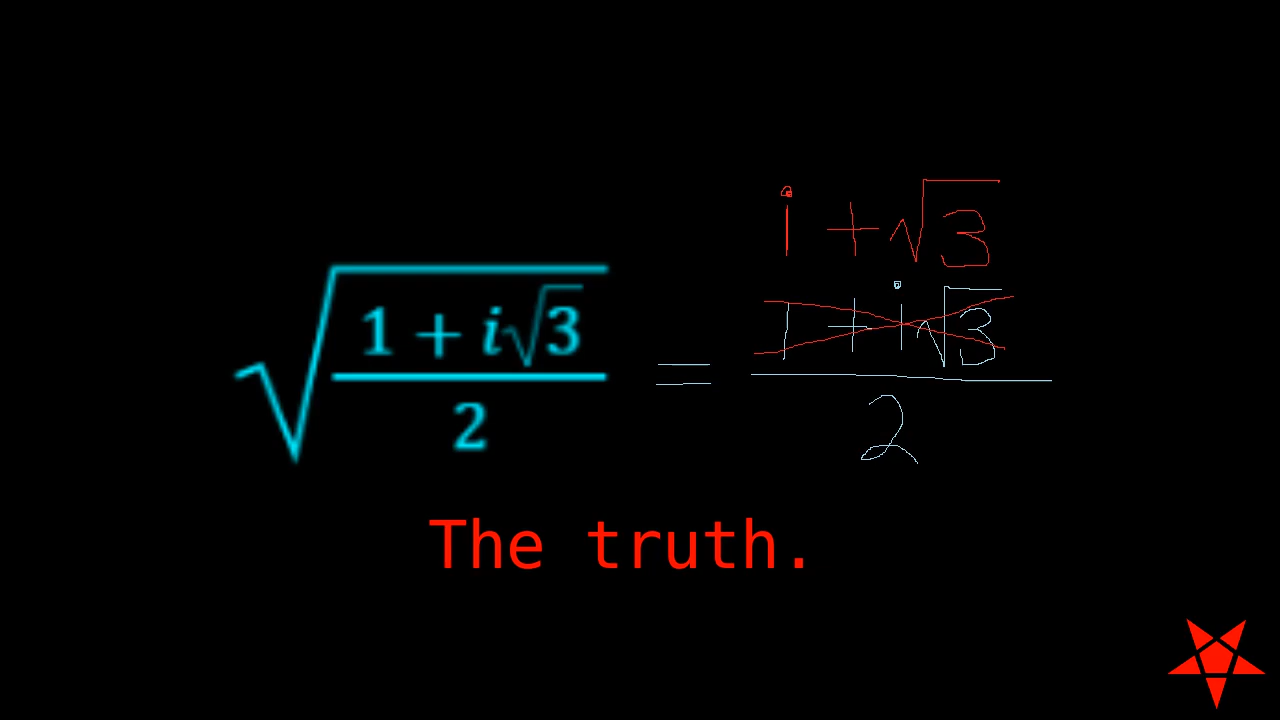 √((1 + i√3)/2) = (i + √3)/2
1 + i√3
The truth.